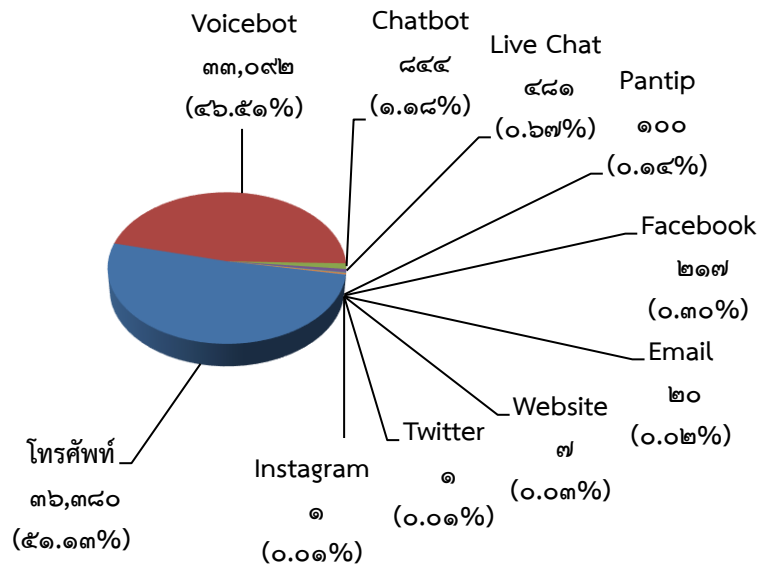 Voicebot
๓๓,๐๙๒
(๔๖.๕๑%)
Chatbot
๘๔๔
(๑.๑๘%)
Live Chat
๔๘๑
(๐.๖๗%)
Pantip
๑๐๐
(๐.๑๔%)
Facebook
๒๑๗
(๐.๓๐%)
Email
๒๐
(๐.๐๒%)
Website
๗
(๐.๐๓%)
Twitter
๑
(๐.๐๑%)
Instagram
๑
(๐.๐๑%)
โทรศัพท์
๓๖,๓๘๐
(๕๑.๑๓%)